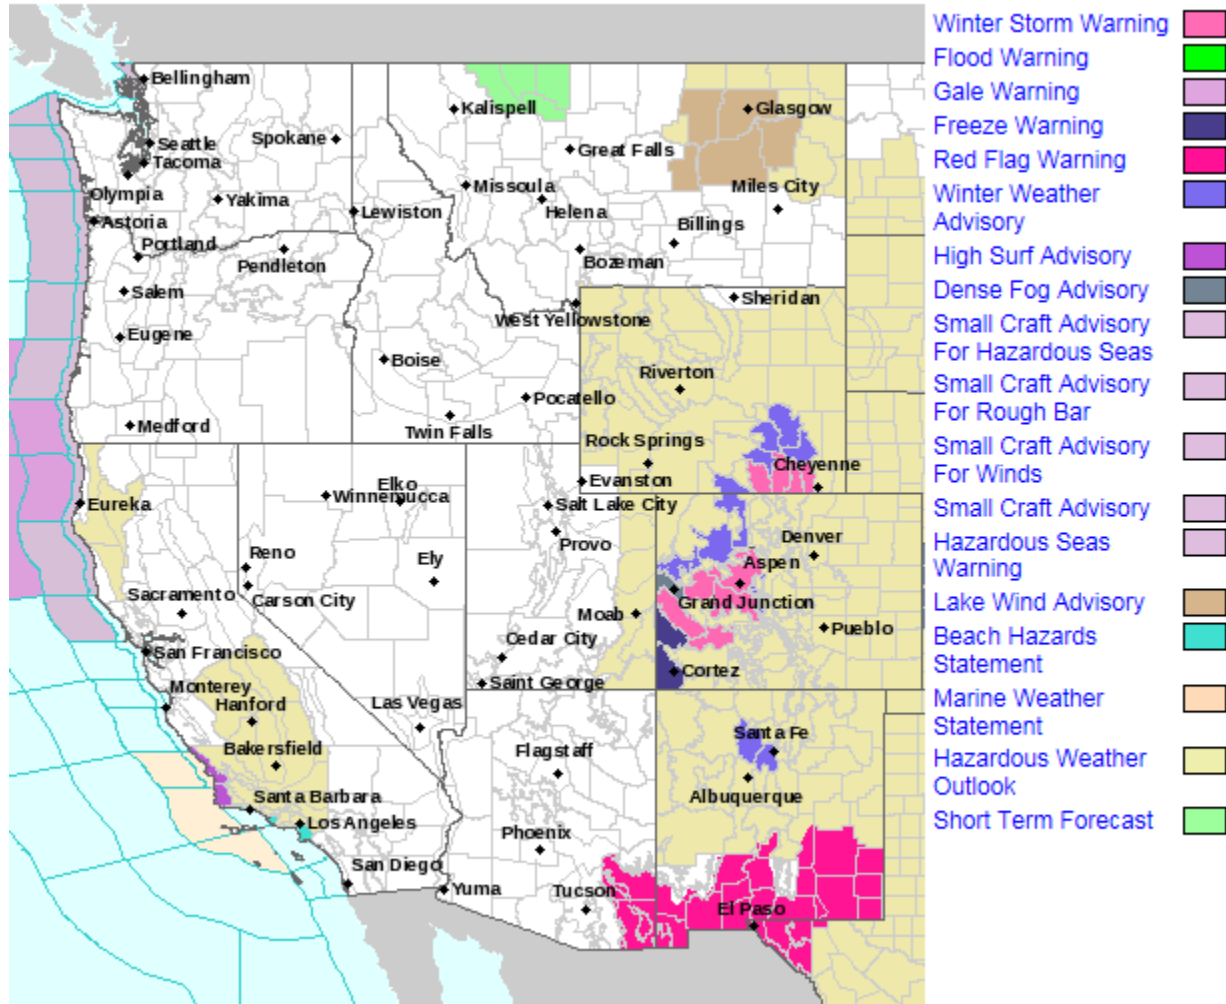 Bellingham
Kalispell
Glasgow
Spokane
Seattle
Great Falls
Tacoma
Missoula
Miles City
Olympia
Yakima
Lewiston
Helena
Astoria
Billings
Portland
Pendleton
Bozeman
Salem
Sheridan
West Yellowstone
Eugene
Boise
Riverton
Pocatello
Medford
Twin Falls
Rock Springs
Cheyenne
Evanston
Elko
Winnemucca
Eureka
Salt Lake City
Provo
Denver
Reno
Ely
Aspen
Sacramento
Carson City
Grand Junction
Moab
Pueblo
Cedar City
San Francisco
Cortez
Saint George
Monterey
Hanford
Las Vegas
Santa Fe
Bakersfield
Flagstaff
Santa Barbara
Albuquerque
Los Angeles
Phoenix
San Diego
Yuma
Tucson
El Paso
Winter Storm Warning
Flood Warning
Gale Warning
Freeze Warning
Red Flag Warning
Winter Weather
Advisory
High Surf Advisory
Dense Fog Advisory
Small Craft Advisory
For Hazardous Seas
Small Craft Advisory
For Rough Bar
Small Craft Advisory
For Winds
Small Craft Advisory
Hazardous Seas
Warning
Lake Wind Advisory
Beach Hazards
Statement
Marine Weather
Statement
Hazardous Weather
Outlook
Short Term Forecast